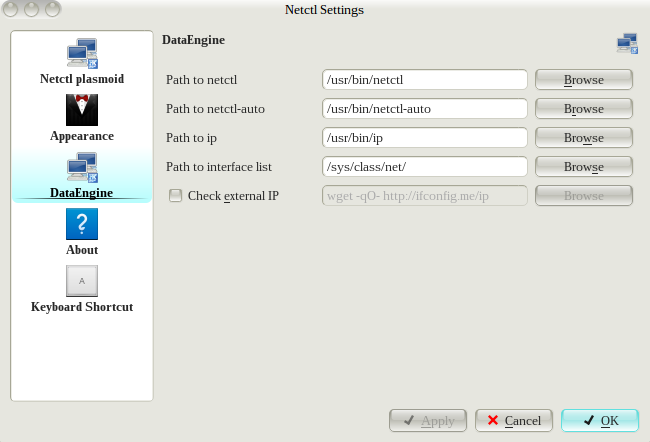 Netctl Settings
Netctl plasmoid
Appearance
DataEngine
About
A
Keyboard Shortcut
DataEngine
Path to netctl /usr/bin/netctl Browse
Path to netctl-auto /usr/bin/netctl-auto Browse
Path to ip /usr/bin/ip Browse
Path to interface list /sys/class/net/ Browse
Check external IP wget -qO- http://ifconfig.me/ip Browse
Apply Cancel OK